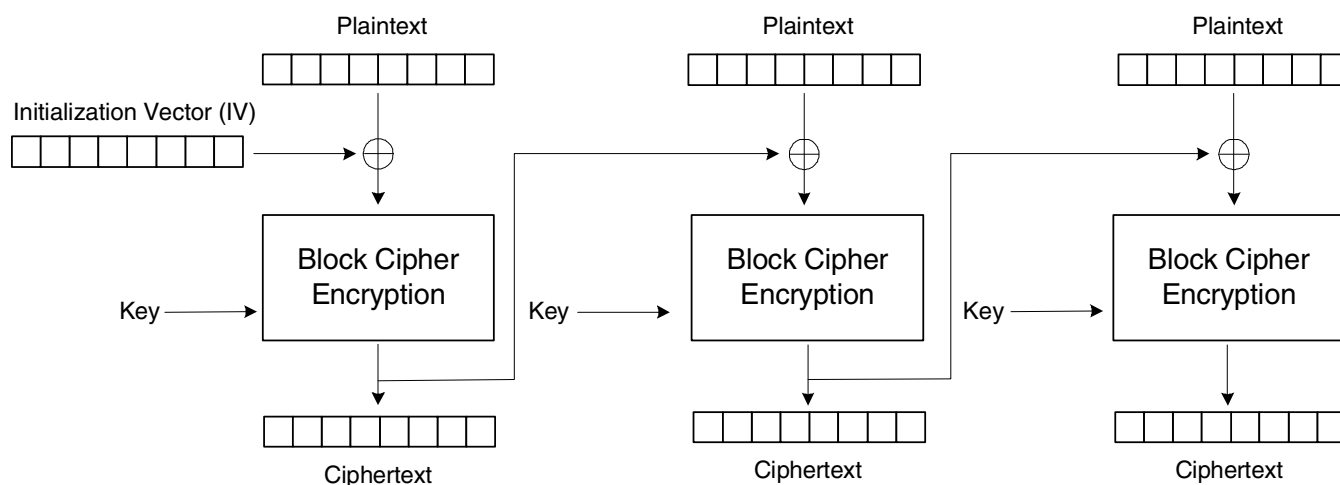 Plaintext
Plaintext
Plaintext
Initialization Vector (IV)
Block Cipher
Encryption
Block Cipher
Encryption
Block Cipher
Encryption
Key
Key
Key
Ciphertext
Ciphertext
Ciphertext